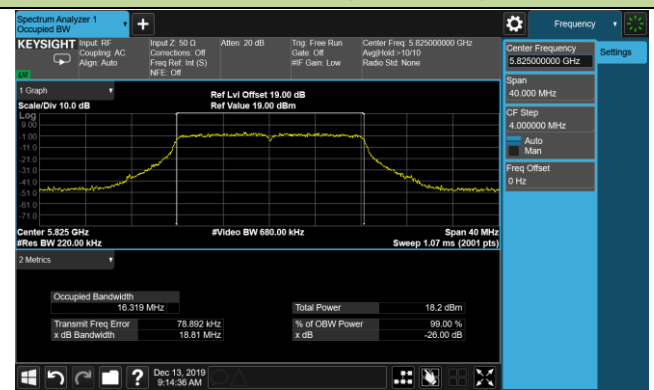 Spectrum Analyzer 1
Occupied BW
Frequency
KEYSIGHT
Input: RF
Coupling: AC
Align: Auto
Input Z: 50 Ω
Corrections: Off
Freq Ref: Int (S)
NFE: Off
Atten: 20 dB
Trig: Free Run
Gate: Off
#IF Gain: Low
Center Freq: 5.825000000 GHz
Avg|Hold:>10/10
Radio Std: None
Center Frequency
5.825000000 GHz
Settings
Span
40.000 MHz
CF Step
4.000000 MHz
Auto
Man
Freq Offset
0 Hz
1 Graph
Scale/Div 10.0 dB
Ref Lvl Offset 19.00 dB
Ref Value 19.00 dBm
Log
9.00
-1.00
-11.0
-21.0
-31.0
-41.0
-51.0
-61.0
-71.0
Center 5.825 GHz
#Res BW 220.00 kHz
#Video BW 680.00 kHz
Span 40 MHz
Sweep 1.07 ms (2001 pts)
2 Metrics
Occupied Bandwidth
16.319 MHz
Total Power 18.2 dBm
Transmit Freq Error 78.892 kHz
% of OBW Power 99.00 %
x dB Bandwidth 18.81 MHz
x dB -26.00 dB
?
Dec 13, 2019
9:14:36 AM